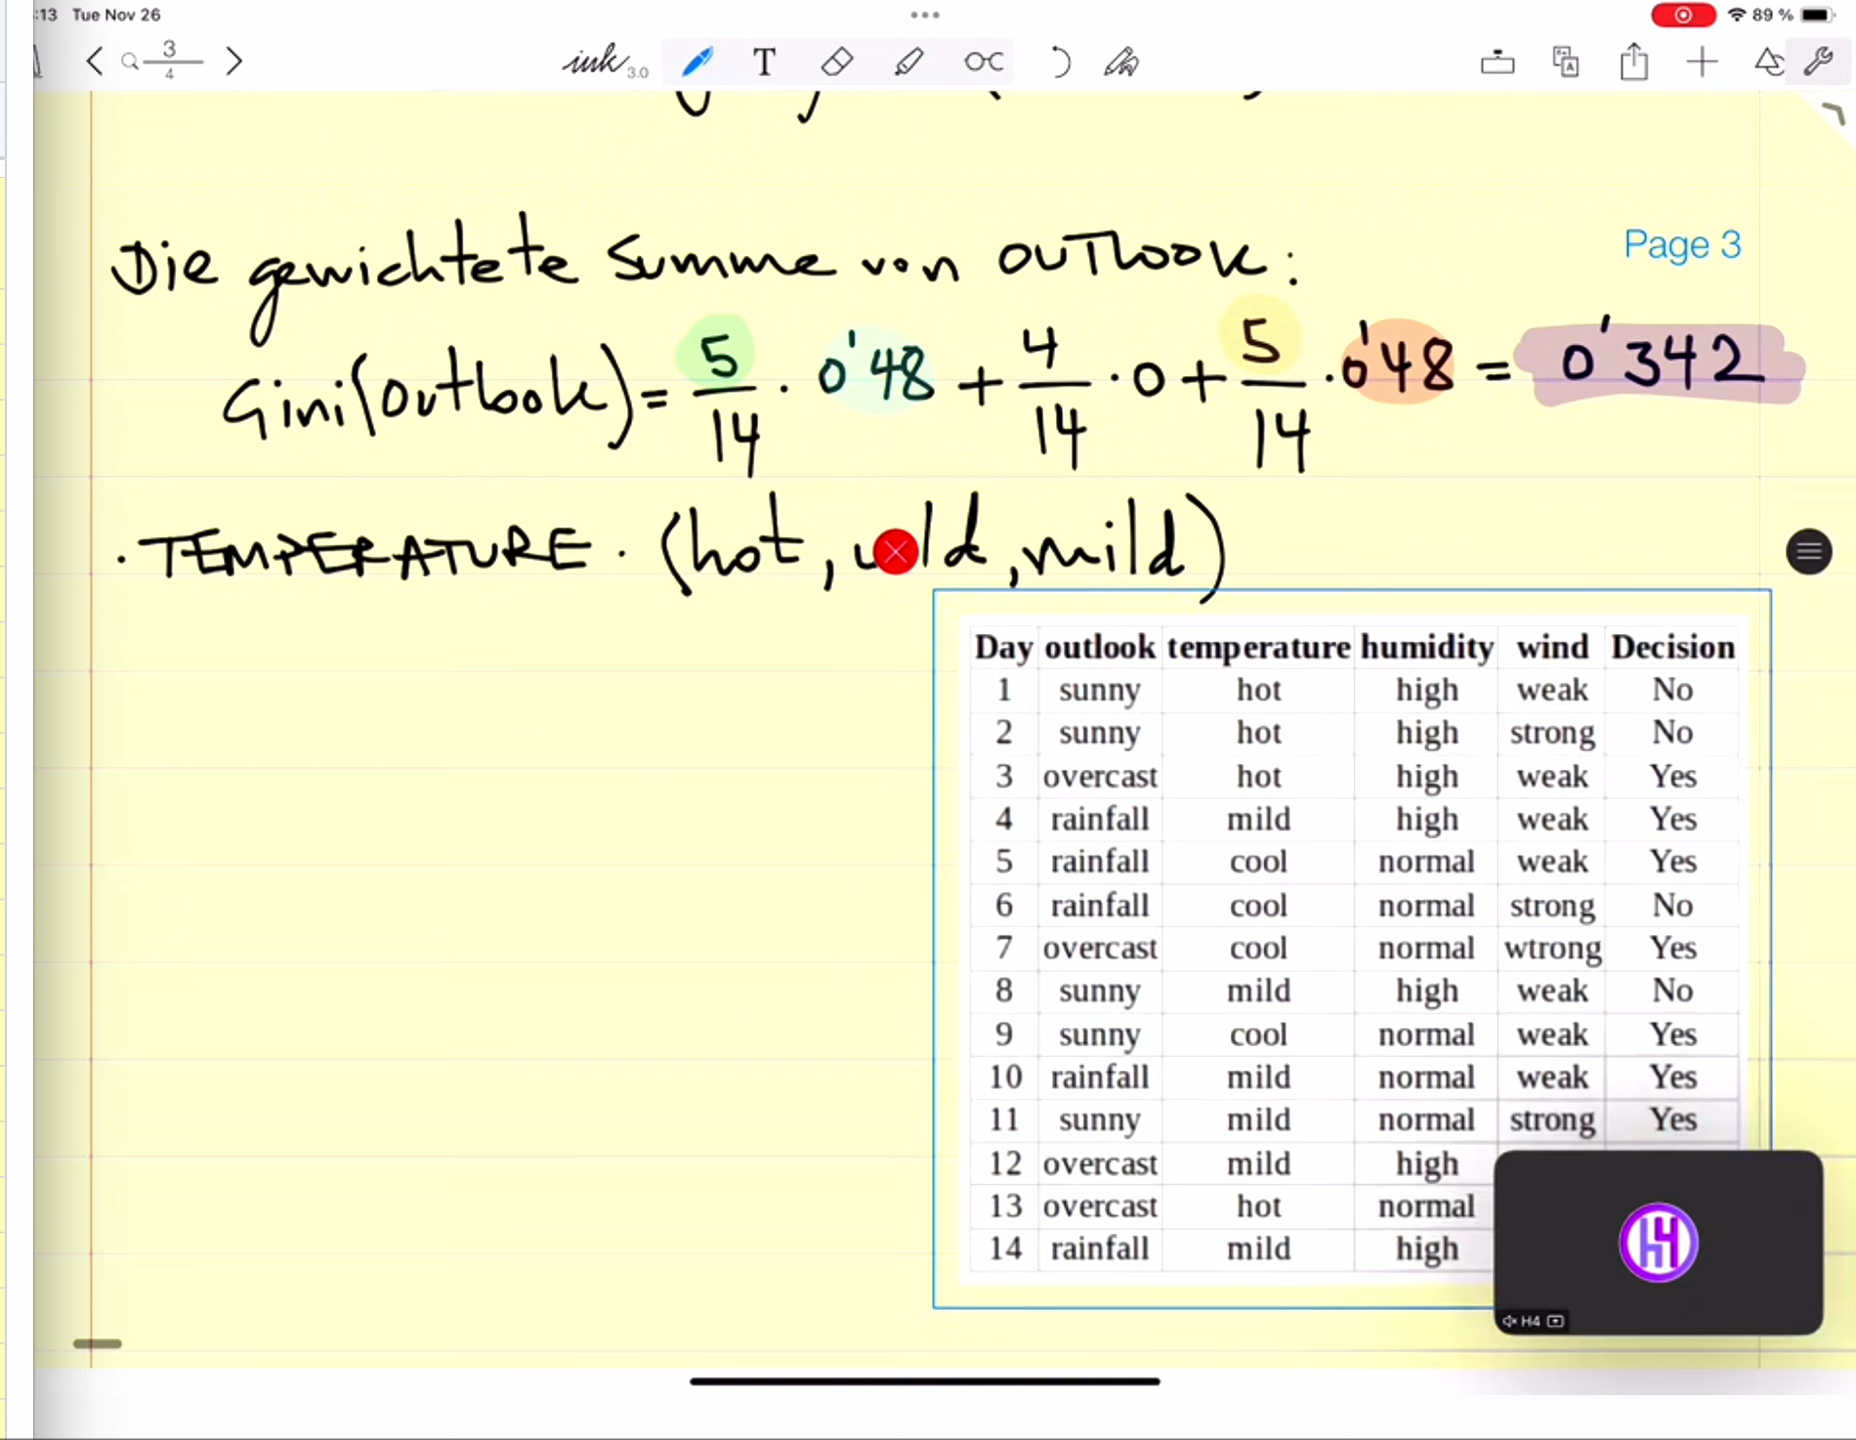 :13 Tue Nov 26
89 %
3
4
ink 3.0
T
A
Page 3
Die gewichtete Summe von OUTLOOK:
Gini(Outlook) = 5/14 · 0'48 + 4/14 · 0 + 5/14 · 0'48 = 0'342
· TEMPERATURE · (hot, mild)
Day outlook temperature humidity wind Decision
1 sunny hot high weak No
2 sunny hot high strong No
3 overcast hot high weak Yes
4 rainfall mild high weak Yes
5 rainfall cool normal weak Yes
6 rainfall cool normal strong No
7 overcast cool normal wtrong Yes
8 sunny mild high weak No
9 sunny cool normal weak Yes
10 rainfall mild normal weak Yes
11 sunny mild normal strong Yes
12 overcast mild high
13 overcast hot normal
14 rainfall mild high
H4